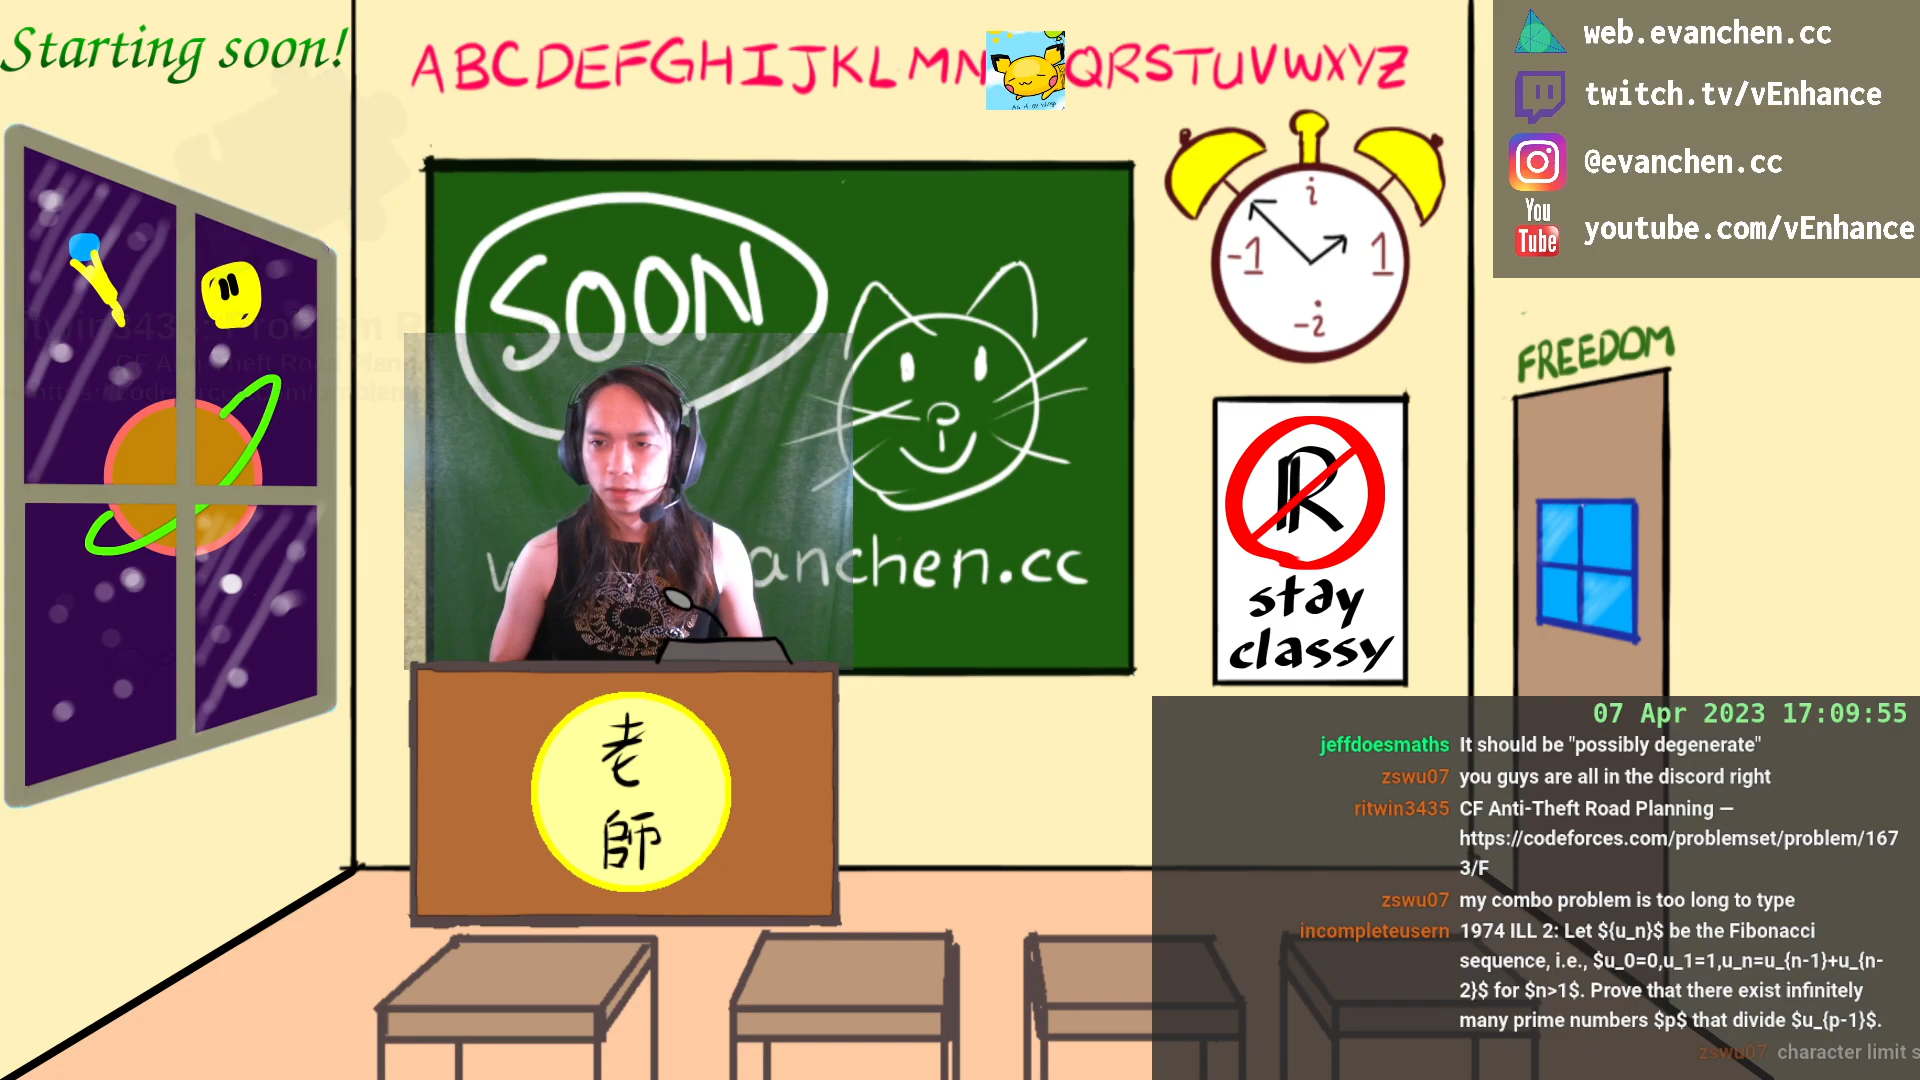 Starting soon!
ABCDEFGHIJKLMN QRSTUVWXYZ
web.evanchen.cc
twitch.tv/vEnhance
@evanchen.cc
You
Tube
youtube.com/vEnhance
SOON
i
-1
1
-i
FREEDOM
anchen.cc
R
stay
classy
老
師
07 Apr 2023 17:09:55
jeffdoesmaths It should be "possibly degenerate"
zswu07 you guys are all in the discord right
ritwin3435 CF Anti-Theft Road Planning —
https://codeforces.com/problemset/problem/167
3/F
zswu07 my combo problem is too long to type
incompleteusern 1974 ILL 2: Let ${u_n}$ be the Fibonacci
sequence, i.e., $u_0=0,u_1=1,u_n=u_{n-1}+u_{n-
2}$ for $n>1$. Prove that there exist infinitely
many prime numbers $p$ that divide $u_{p-1}$.
zswu07 character limit s